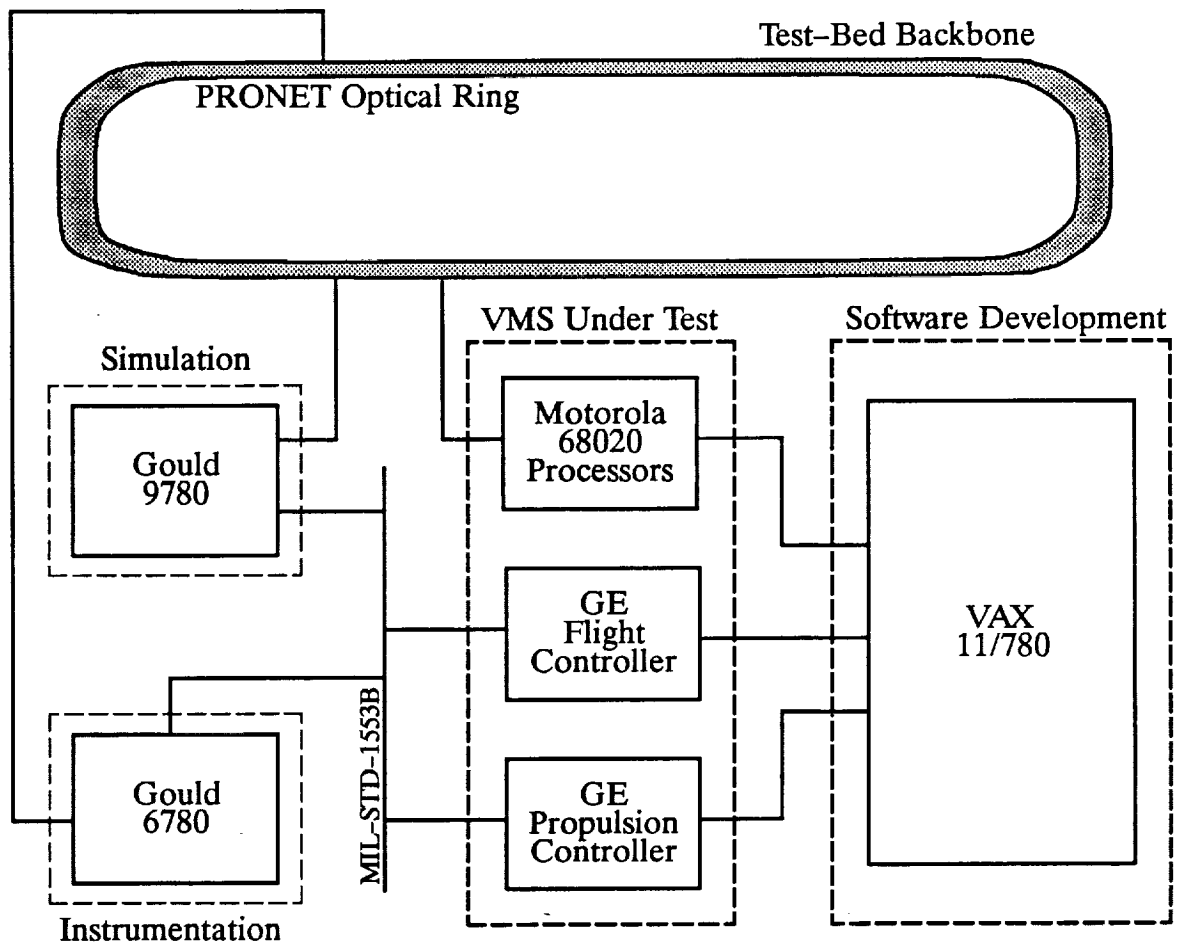 Test–Bed Backbone
PRONET Optical Ring
VMS Under Test
Software Development
Simulation
Motorola
68020
Processors
Gould
9780
GE
Flight
Controller
VAX
11/780
MIL–STD–1553B
Gould
6780
GE
Propulsion
Controller
Instrumentation